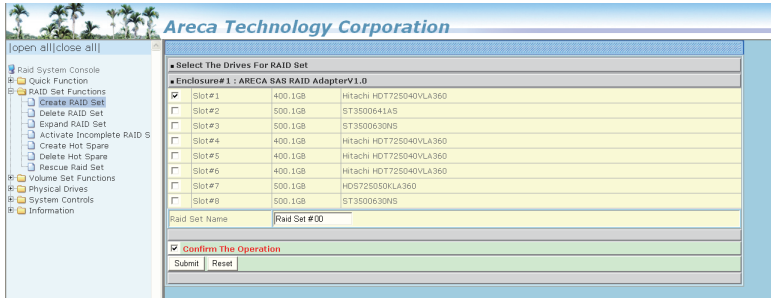 Areca Technology Corporation
|open all|close all|
Raid System Console
Quick Function
RAID Set Functions
Create RAID Set
Delete RAID Set
Expand RAID Set
Activate Incomplete RAID S
Create Hot Spare
Delete Hot Spare
Rescue Raid Set
Volume Set Functions
Physical Drives
System Controls
Information
Select The Drives For RAID Set
Enclosure#1 : ARECA SAS RAID AdapterV1.0
Slot#1 400.1GB Hitachi HDT725040VLA360
Slot#2 500.1GB ST3500641AS
Slot#3 500.1GB ST3500630NS
Slot#4 400.1GB Hitachi HDT725040VLA360
Slot#5 400.1GB Hitachi HDT725040VLA360
Slot#6 400.1GB Hitachi HDT725040VLA360
Slot#7 500.1GB HDS725050KLA360
Slot#8 500.1GB ST3500630NS
Raid Set Name Raid Set #00
Confirm The Operation
Submit Reset